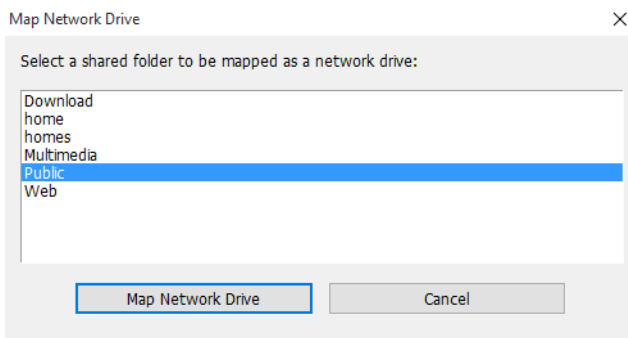 Map Network Drive
Select a shared folder to be mapped as a network drive:
Download
home
homes
Multimedia
Public
Web
Map Network Drive Cancel